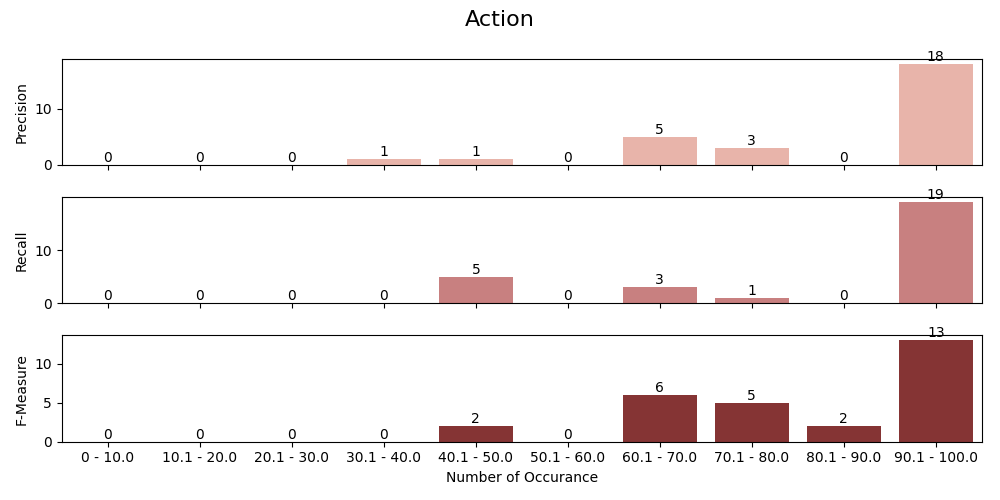 Action
Precision
10
0
0 0 0 1 1 0 5 3 0 18
Recall
10
0
0 0 0 0 5 0 3 1 0 19
F-Measure
10
5
0
0 0 0 0 2 0 6 5 2 13
0 - 10.0 10.1 - 20.0 20.1 - 30.0 30.1 - 40.0 40.1 - 50.0 50.1 - 60.0 60.1 - 70.0 70.1 - 80.0 80.1 - 90.0 90.1 - 100.0
Number of Occurance